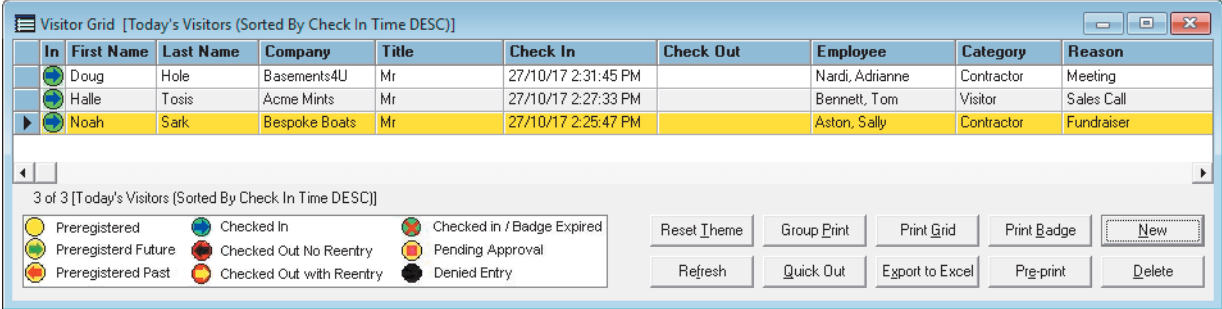 Visitor Grid [Today's Visitors (Sorted By Check In Time DESC)]
In First Name Last Name Company Title Check In Check Out Employee Category Reason
Doug Hole Basements4U Mr 27/10/17 2:31:45 PM Nardi, Adrianne Contractor Meeting
Halle Tosis Acme Mints Mr 27/10/17 2:27:33 PM Bennett, Tom Visitor Sales Call
Noah Sark Bespoke Boats Mr 27/10/17 2:25:47 PM Aston, Sally Contractor Fundraiser
3 of 3 [Today's Visitors (Sorted By Check In Time DESC)]
Preregistered Checked In Checked in / Badge Expired
Preregisterd Future Checked Out No Reentry Pending Approval
Preregistered Past Checked Out with Reentry Denied Entry
Reset Theme Group Print Print Grid Print Badge New
Refresh Quick Out Export to Excel Pre-print Delete